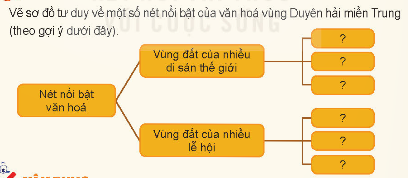 Vẽ sơ đồ tư duy về một số nét nổi bật của văn hoá vùng Duyên hải miền Trung
(theo gợi ý dưới đây).
Nét nổi bật
văn hoá
Vùng đất của nhiều
di sản thế giới
?
?
?
Vùng đất của nhiều
lễ hội
?
?
?